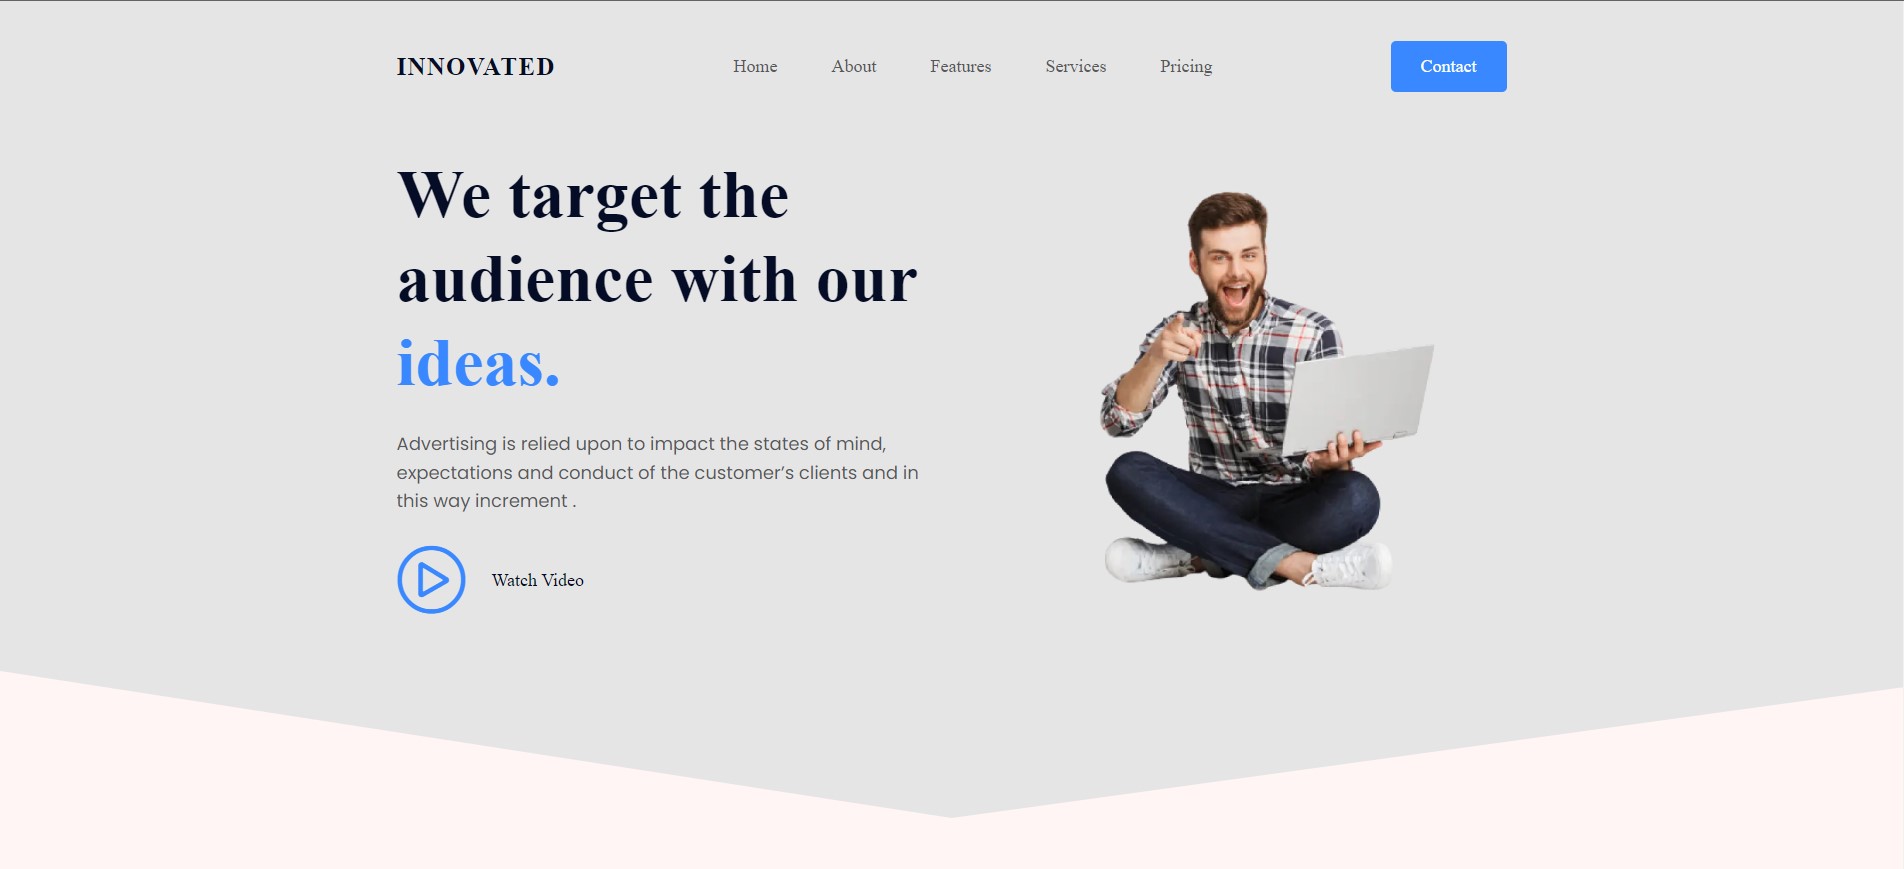 INNOVATED
Home About Features Services Pricing
Contact
We target the
audience with our
ideas.
Advertising is relied upon to impact the states of mind,
expectations and conduct of the customer’s clients and in
this way increment .
Watch Video